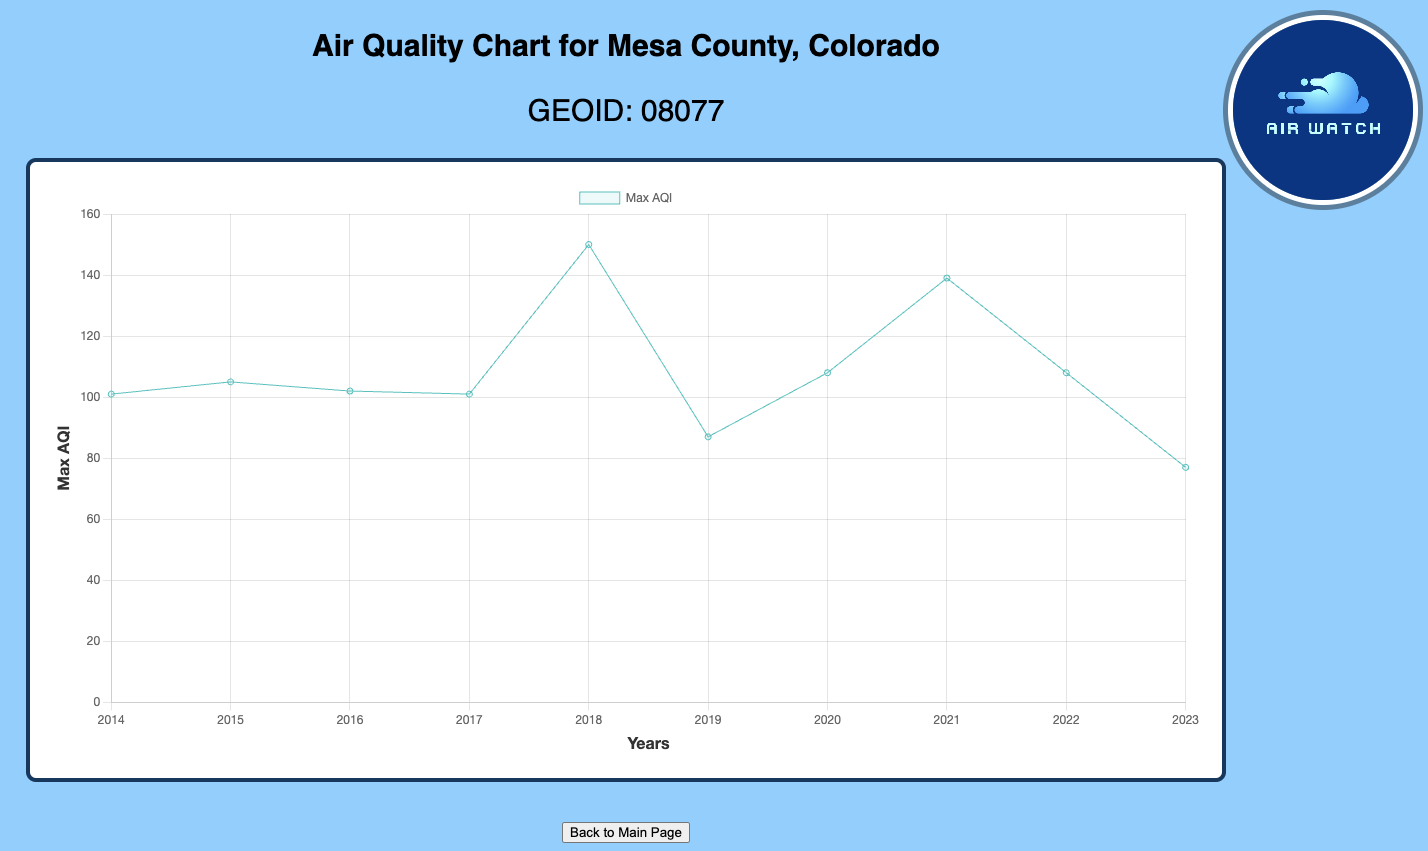 Air Quality Chart for Mesa County, Colorado
GEOID: 08077
AIR WATCH
Max AQI
160
140
120
100
80
60
40
20
0
Max AQI
2014 2015 2016 2017 2018 2019 2020 2021 2022 2023
Years
Back to Main Page